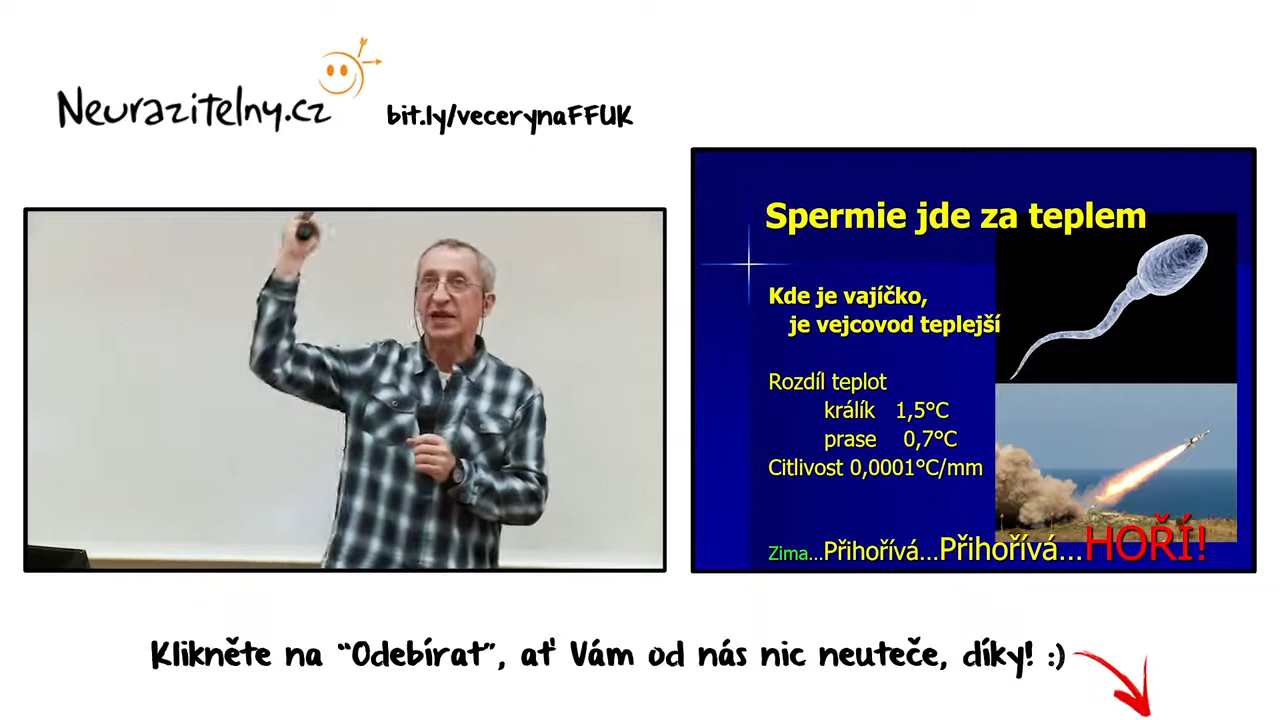 Neurazitelny.cz
bit.ly/vecerynaFFUK
Spermie jde za teplem
Kde je vajíčko,
je vejcovod teplejší
Rozdíl teplot
králík 1,5°C
prase 0,7°C
Citlivost 0,0001°C/mm
Zima...Přihořívá...Přihořívá...HOŘÍ!
Klikněte na "Odebírat", ať Vám od nás nic neuteče, díky! :)